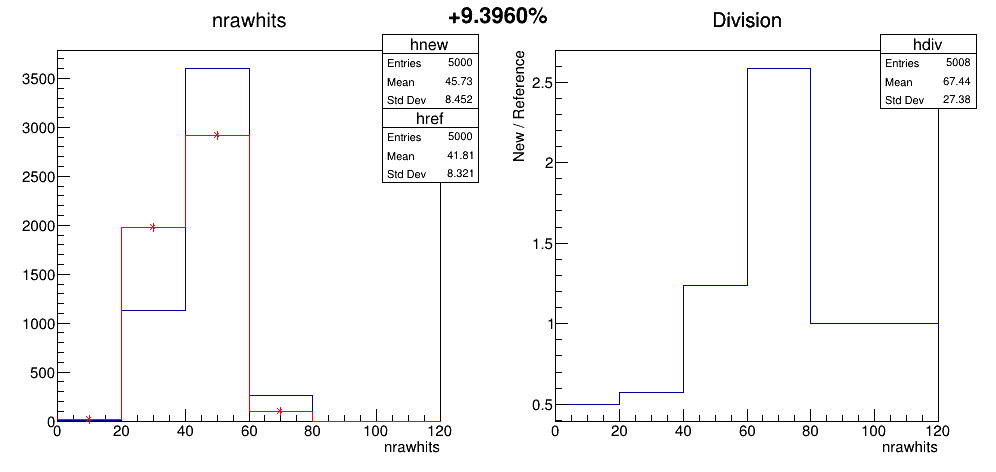 +9.3960%
nrawhits
hnew
Entries 5000
Mean 45.73
Std Dev 8.452
href
Entries 5000
Mean 41.81
Std Dev 8.321
3500
3000
2500
2000
1500
1000
500
0
0 20 40 60 80 100 120
nrawhits
Division
hdiv
Entries 5008
Mean 67.44
Std Dev 27.38
New / Reference
2.5
2
1.5
1
0.5
0 20 40 60 80 100 120
nrawhits